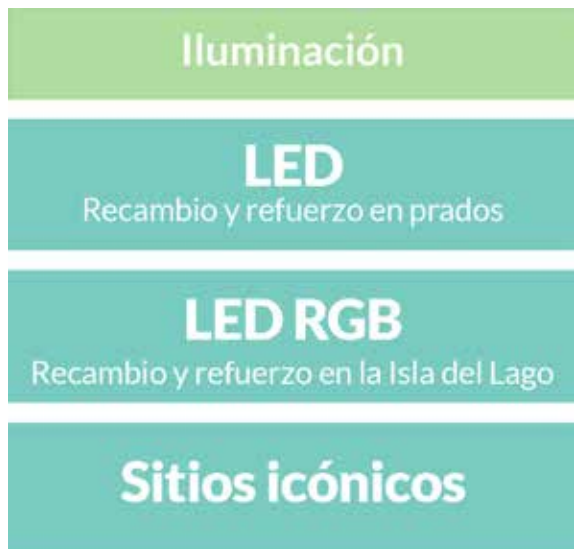 Iluminación
LED
Recambio y refuerzo en prados
LED RGB
Recambio y refuerzo en la Isla del Lago
Sitios icónicos